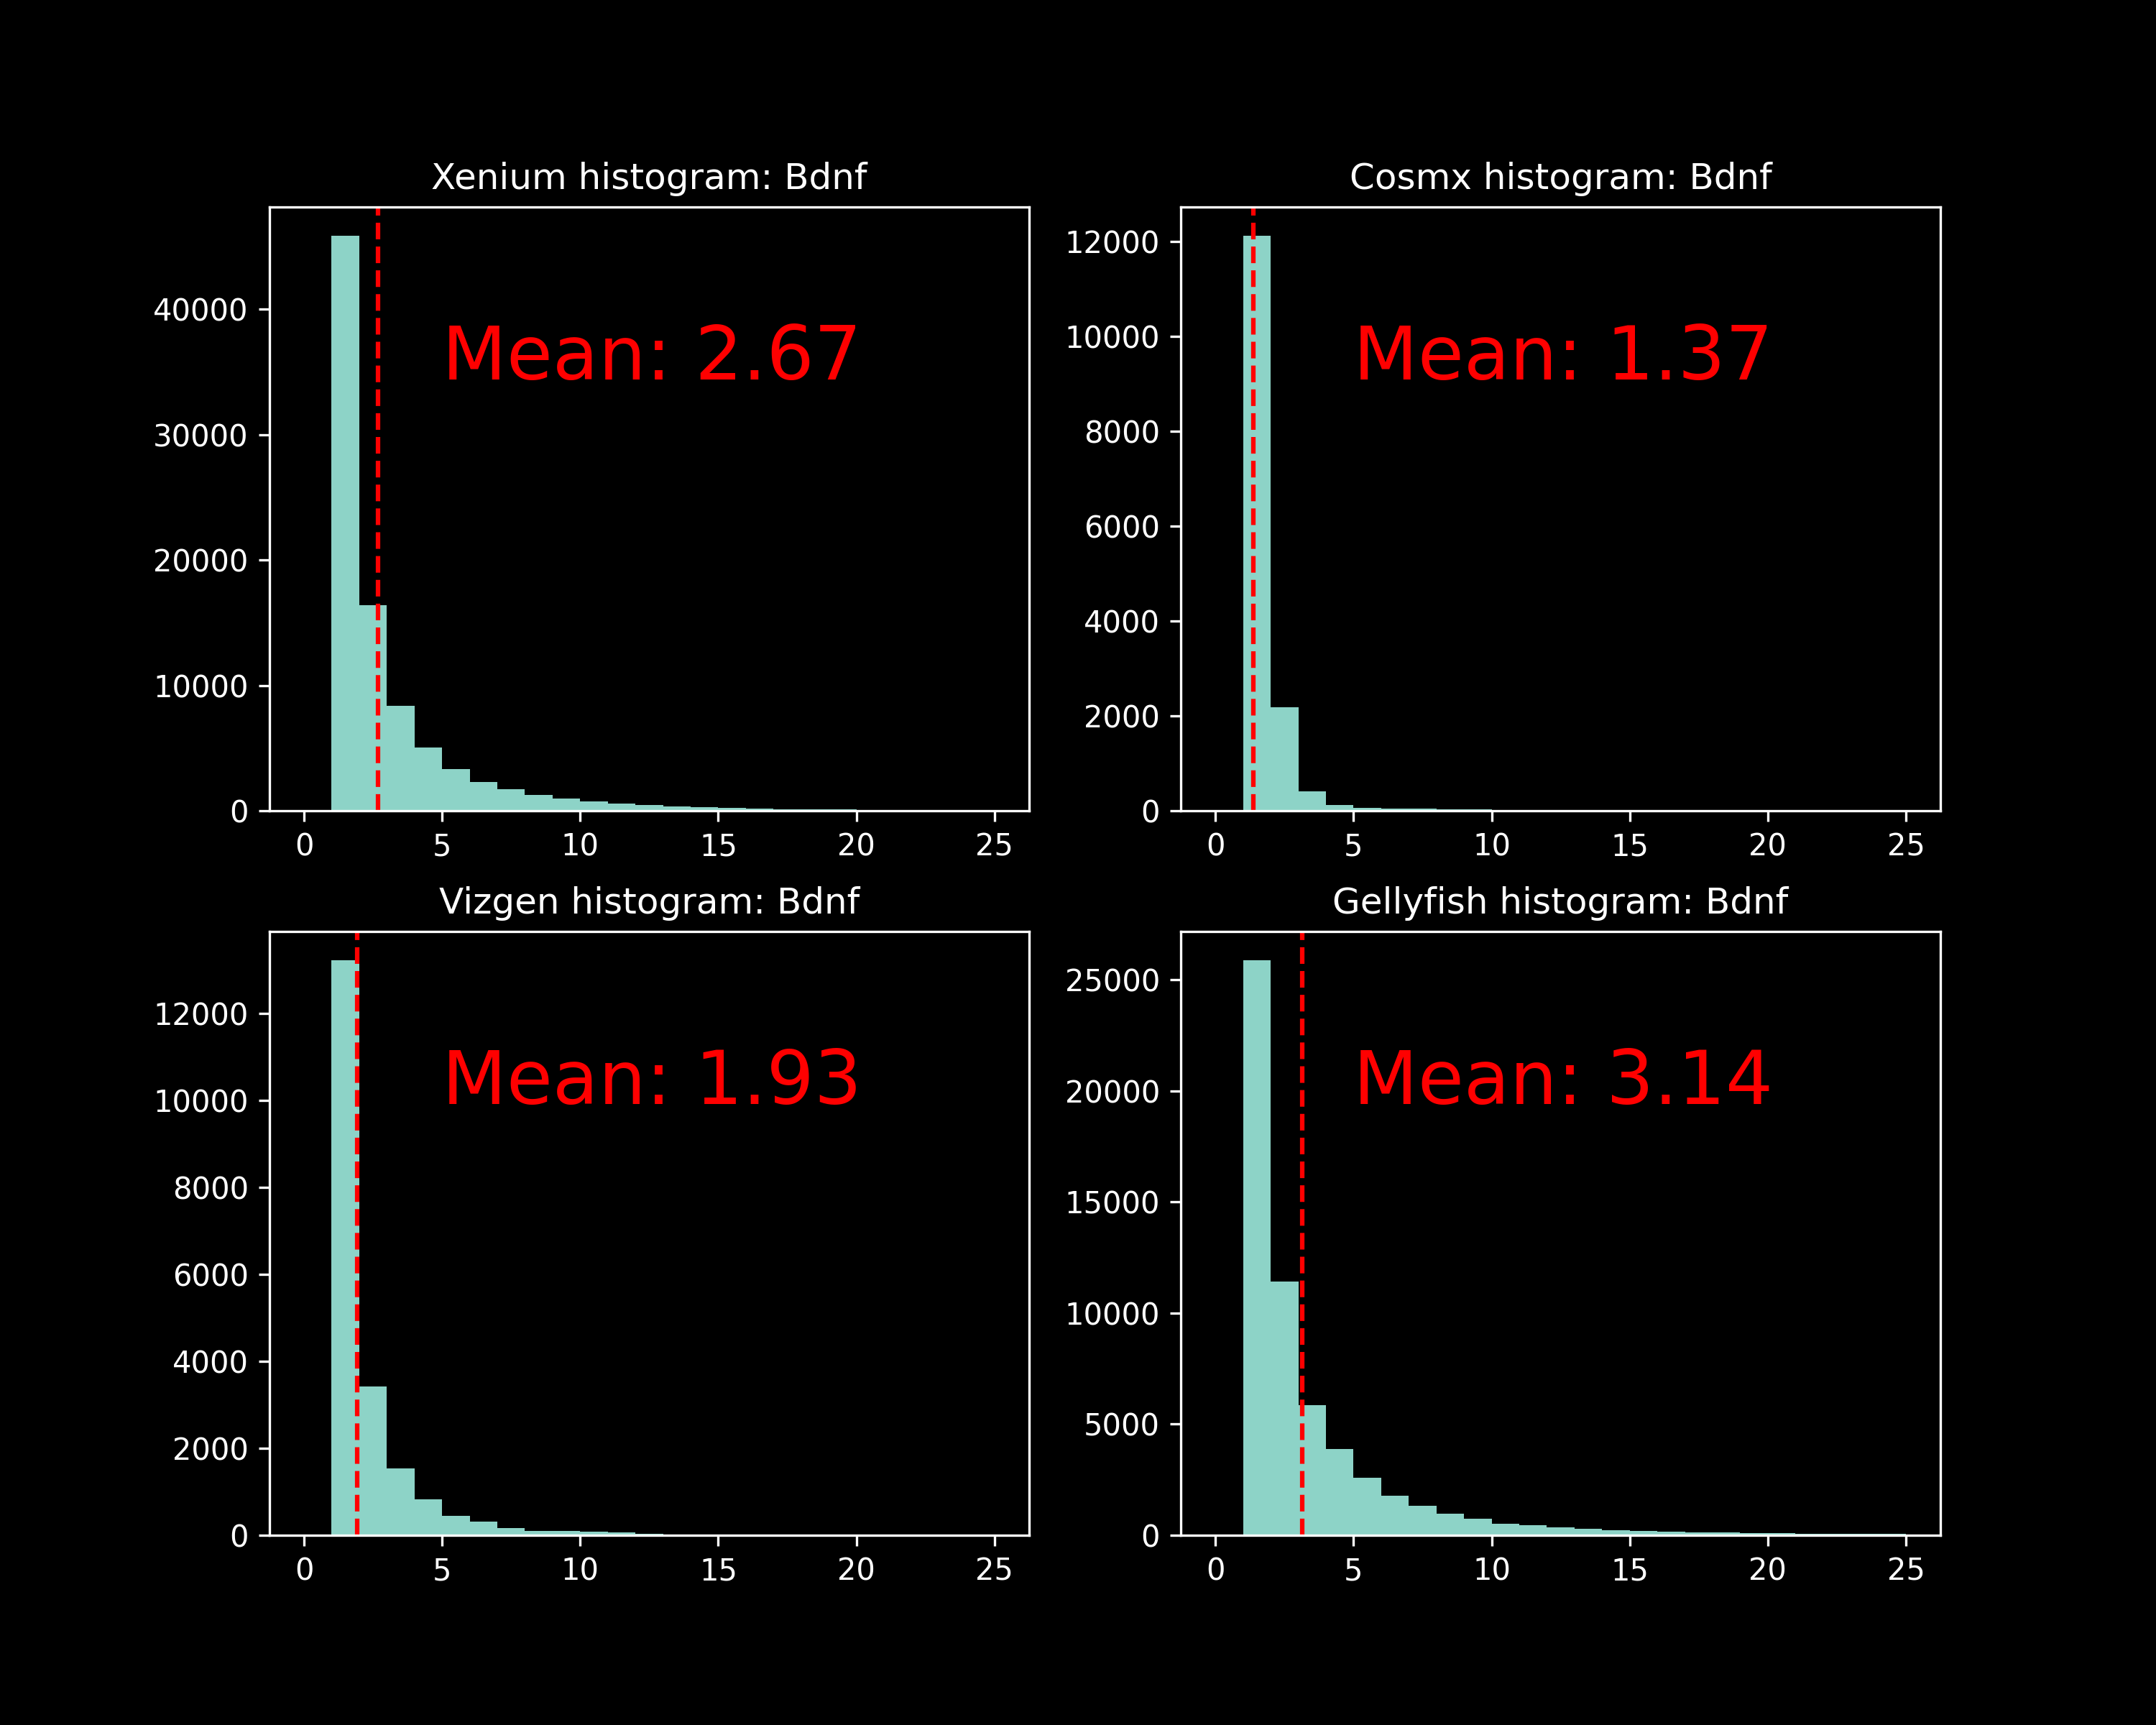 Xenium histogram: Bdnf
40000
30000
20000
10000
0
Mean: 2.67
0 5 10 15 20 25
Cosmx histogram: Bdnf
12000
10000
8000
6000
4000
2000
0
Mean: 1.37
0 5 10 15 20 25
Vizgen histogram: Bdnf
12000
10000
8000
6000
4000
2000
0
Mean: 1.93
0 5 10 15 20 25
Gellyfish histogram: Bdnf
25000
20000
15000
10000
5000
0
Mean: 3.14
0 5 10 15 20 25